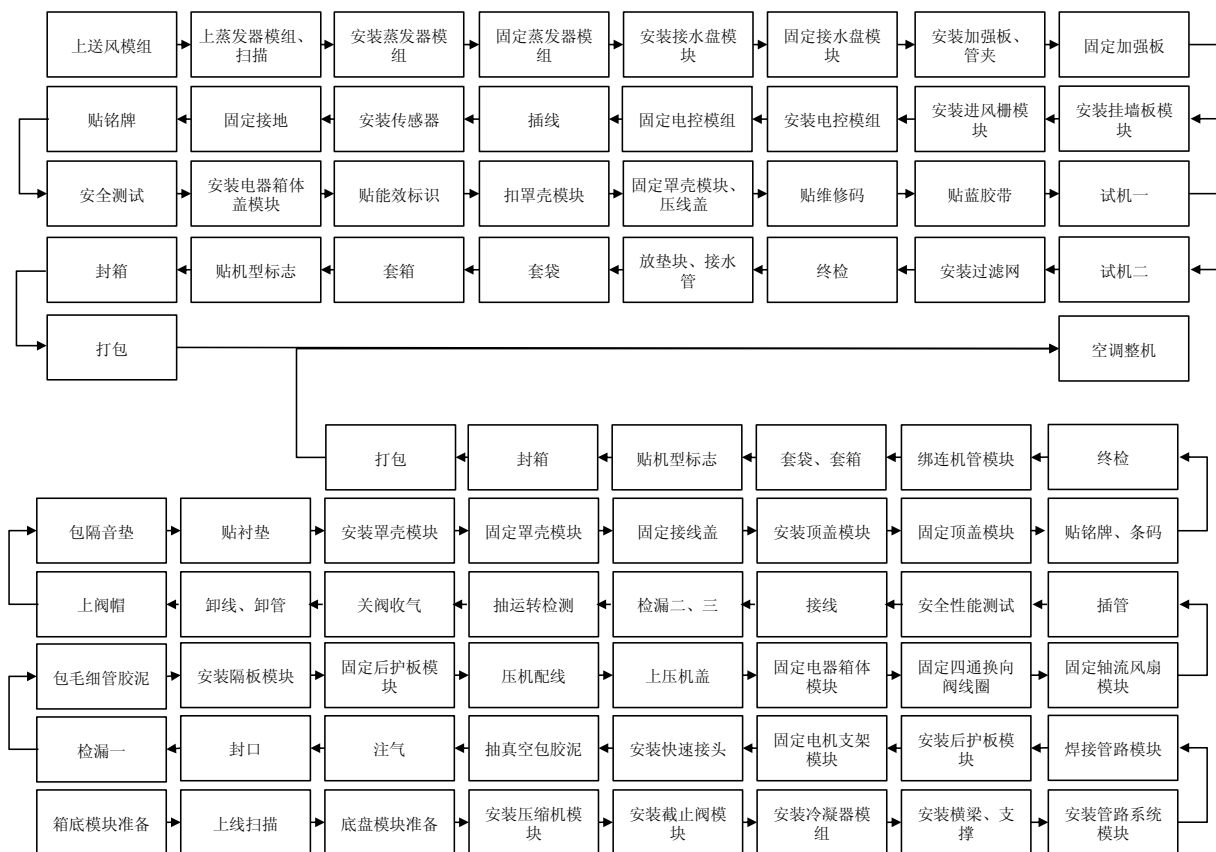 上送风模组
上蒸发器模组、
扫描
安装蒸发器模
组
固定蒸发器模
组
安装接水盘模
块
固定接水盘模
块
安装加强板、
管夹
固定加强板
贴铭牌
固定接地
安装传感器
插线
固定电控模组
安装电控模组
安装进风栅模
块
安装挂墙板模
块
安全测试
安装电器箱体
盖模块
贴能效标识
扣罩壳模块
固定罩壳模块、
压线盖
贴维修码
贴蓝胶带
试机一
封箱
贴机型标志
套箱
套袋
放垫块、接水
管
终检
安装过滤网
试机二
打包
空调整机
打包
封箱
贴机型标志
套袋、套箱
绑连机管模块
终检
包隔音垫
贴衬垫
安装罩壳模块
固定罩壳模块
固定接线盖
安装顶盖模块
固定顶盖模块
贴铭牌、条码
上阀帽
卸线、卸管
关阀收气
抽运转检测
检漏二、三
接线
安全性能测试
插管
包毛细管胶泥
安装隔板模块
固定后护板模
块
压机配线
上压机盖
固定电器箱体
模块
固定四通换向
阀线圈
固定轴流风扇
模块
检漏一
封口
注气
抽真空包胶泥
安装快速接头
固定电机支架
模块
安装后护板模
块
焊接管路模块
箱底模块准备
上线扫描
底盘模块准备
安装压缩机模
块
安装截止阀模
块
安装冷凝器模
组
安装横梁、支
撑
安装管路系统
模块